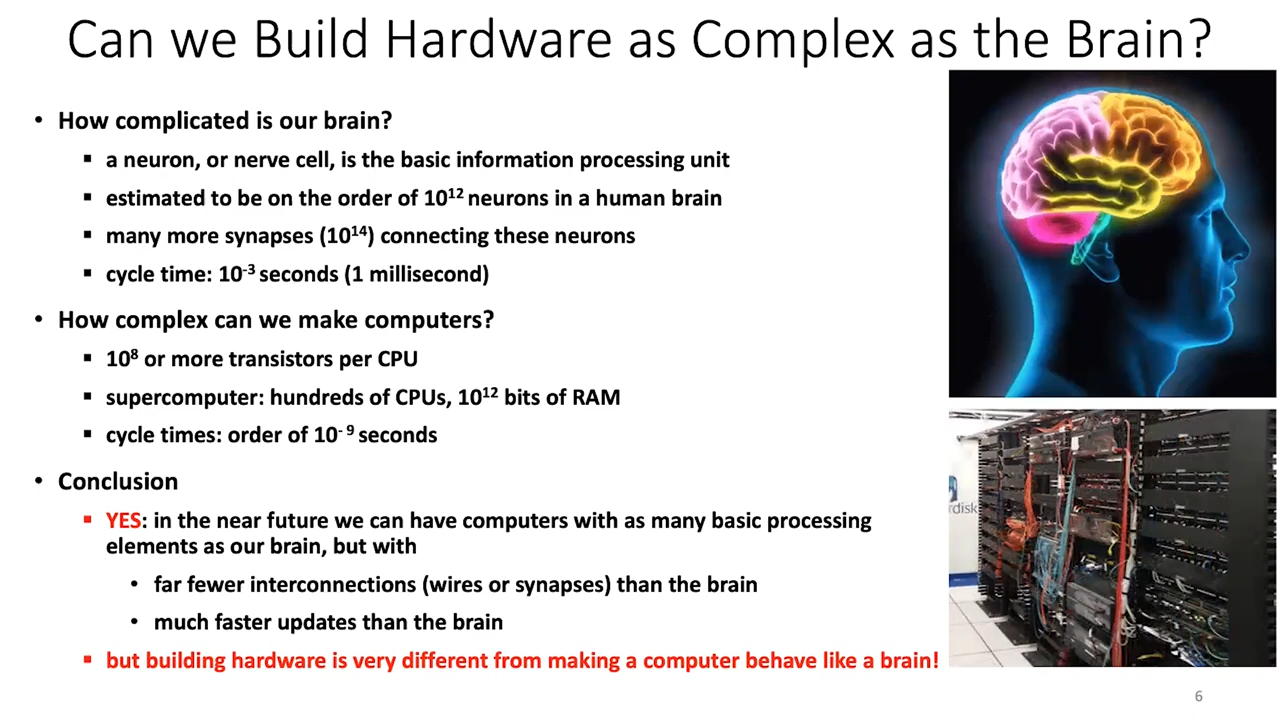 Can we Build Hardware as Complex as the Brain?
• How complicated is our brain?
▪ a neuron, or nerve cell, is the basic information processing unit
▪ estimated to be on the order of 10¹² neurons in a human brain
▪ many more synapses (10¹⁴) connecting these neurons
▪ cycle time: 10⁻³ seconds (1 millisecond)
• How complex can we make computers?
▪ 10⁸ or more transistors per CPU
▪ supercomputer: hundreds of CPUs, 10¹² bits of RAM
▪ cycle times: order of 10⁻⁹ seconds
• Conclusion
▪ YES: in the near future we can have computers with as many basic processing
elements as our brain, but with
• far fewer interconnections (wires or synapses) than the brain
• much faster updates than the brain
▪ but building hardware is very different from making a computer behave like a brain!
rdisk
6